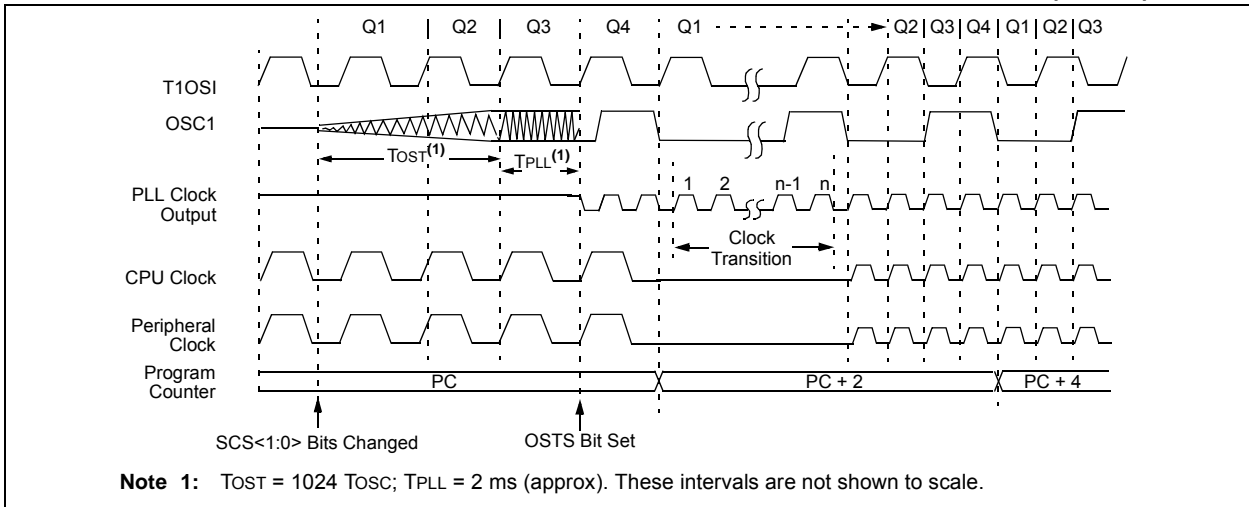 Q1 Q2 Q3 Q4 Q1 Q2 Q3 Q4 Q1 Q2 Q3
T1OSI
OSC1
TOST(1)
TPLL(1)
PLL Clock
Output
1 2 n-1 n
Clock
Transition
CPU Clock
Peripheral
Clock
Program
Counter
PC PC + 2 PC + 4
SCS<1:0> Bits Changed
OSTS Bit Set
Note 1: TOST = 1024 TOSC; TPLL = 2 ms (approx). These intervals are not shown to scale.